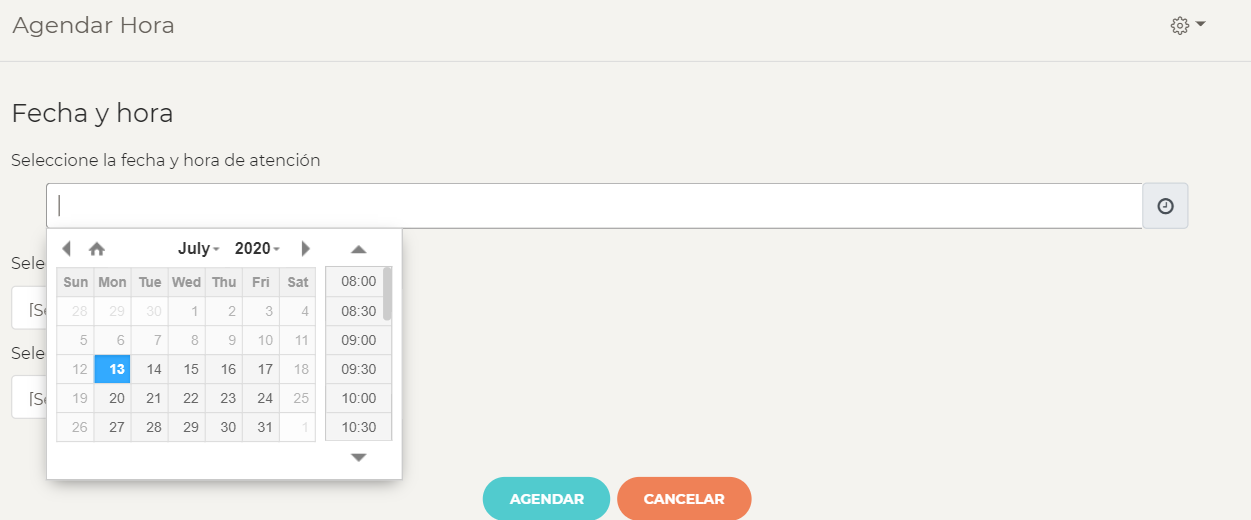 Agendar Hora
Fecha y hora
Seleccione la fecha y hora de atención
July 2020
Sun Mon Tue Wed Thu Fri Sat
28 29 30 1 2 3 4
5 6 7 8 9 10 11
12 13 14 15 16 17 18
19 20 21 22 23 24 25
26 27 28 29 30 31 1
08:00
08:30
09:00
09:30
10:00
10:30
Sele
[Se
Sele
[Se
AGENDAR CANCELAR